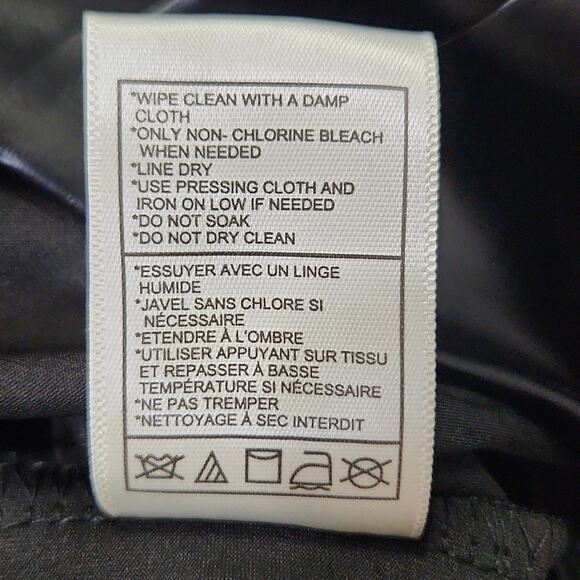 *WIPE CLEAN WITH A DAMP
CLOTH
*ONLY NON- CHLORINE BLEACH
WHEN NEEDED
*LINE DRY
*USE PRESSING CLOTH AND
IRON ON LOW IF NEEDED
*DO NOT SOAK
*DO NOT DRY CLEAN
*ESSUYER AVEC UN LINGE
HUMIDE
*JAVEL SANS CHLORE SI
NÉCESSAIRE
*ETENDRE À L'OMBRE
*UTILISER APPUYANT SUR TISSU
ET REPASSER À BASSE
TEMPÉRATURE SI NÉCESSAIRE
*NE PAS TREMPER
*NETTOYAGE À SEC INTERDIT